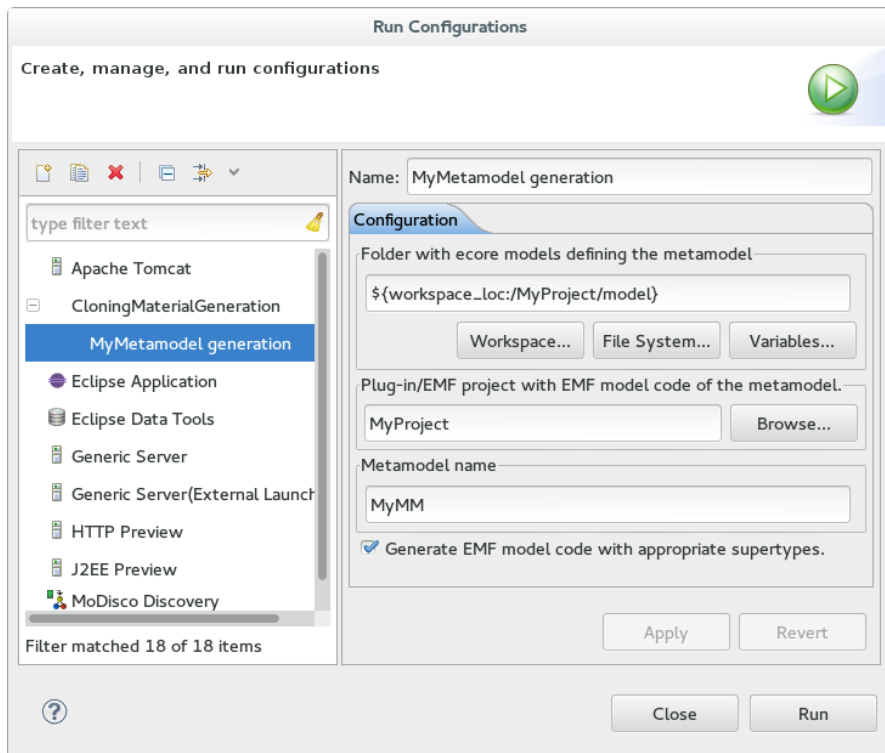 Run Configurations
Create, manage, and run configurations
type filter text
Apache Tomcat
CloningMaterialGeneration
MyMetamodel generation
Eclipse Application
Eclipse Data Tools
Generic Server
Generic Server(External Launch
HTTP Preview
J2EE Preview
MoDisco Discovery
Filter matched 18 of 18 items
Name: MyMetamodel generation
Configuration
Folder with ecore models defining the metamodel
${workspace_loc:/MyProject/model}
Workspace... File System... Variables...
Plug-in/EMF project with EMF model code of the metamodel.
MyProject Browse...
Metamodel name
MyMM
Generate EMF model code with appropriate supertypes.
Apply Revert
? Close Run